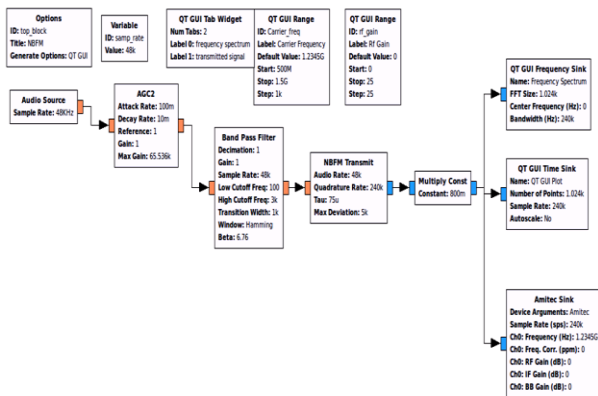 Options
ID: top_block
Title: NBFM
Generate Options: QT GUI
Variable
ID: samp_rate
Value: 48k
QT GUI Tab Widget
Num Tabs: 2
Label 0: frequency spectrum
Label 1: transmitted signal
QT GUI Range
ID: Carrier_freq
Label: Carrier Frequency
Default Value: 1.2345G
Start: 500M
Stop: 1.5G
Step: 1k
QT GUI Range
ID: rf_gain
Label: Rf Gain
Default Value: 0
Start: 0
Stop: 25
Step: 25
Audio Source
Sample Rate: 48KHz
AGC2
Attack Rate: 100m
Decay Rate: 10m
Reference: 1
Gain: 1
Max Gain: 65.536k
Band Pass Filter
Decimation: 1
Gain: 1
Sample Rate: 48k
Low Cutoff Freq: 100
High Cutoff Freq: 3k
Transition Width: 1k
Window: Hamming
Beta: 6.76
NBFM Transmit
Audio Rate: 48k
Quadrature Rate: 240k
Tau: 75u
Max Deviation: 5k
Multiply Const
Constant: 800m
QT GUI Frequency Sink
Name: Frequency Spectrum
FFT Size: 1.024k
Center Frequency (Hz): 0
Bandwidth (Hz): 240k
QT GUI Time Sink
Name: QT GUI Plot
Number of Points: 1.024k
Sample Rate: 240k
Autoscale: No
Amitec Sink
Device Arguments: Amitec
Sample Rate (sps): 240k
Ch0: Frequency (Hz): 1.2345G
Ch0: Freq. Corr. (ppm): 0
Ch0: RF Gain (dB): 0
Ch0: IF Gain (dB): 0
Ch0: BB Gain (dB): 0